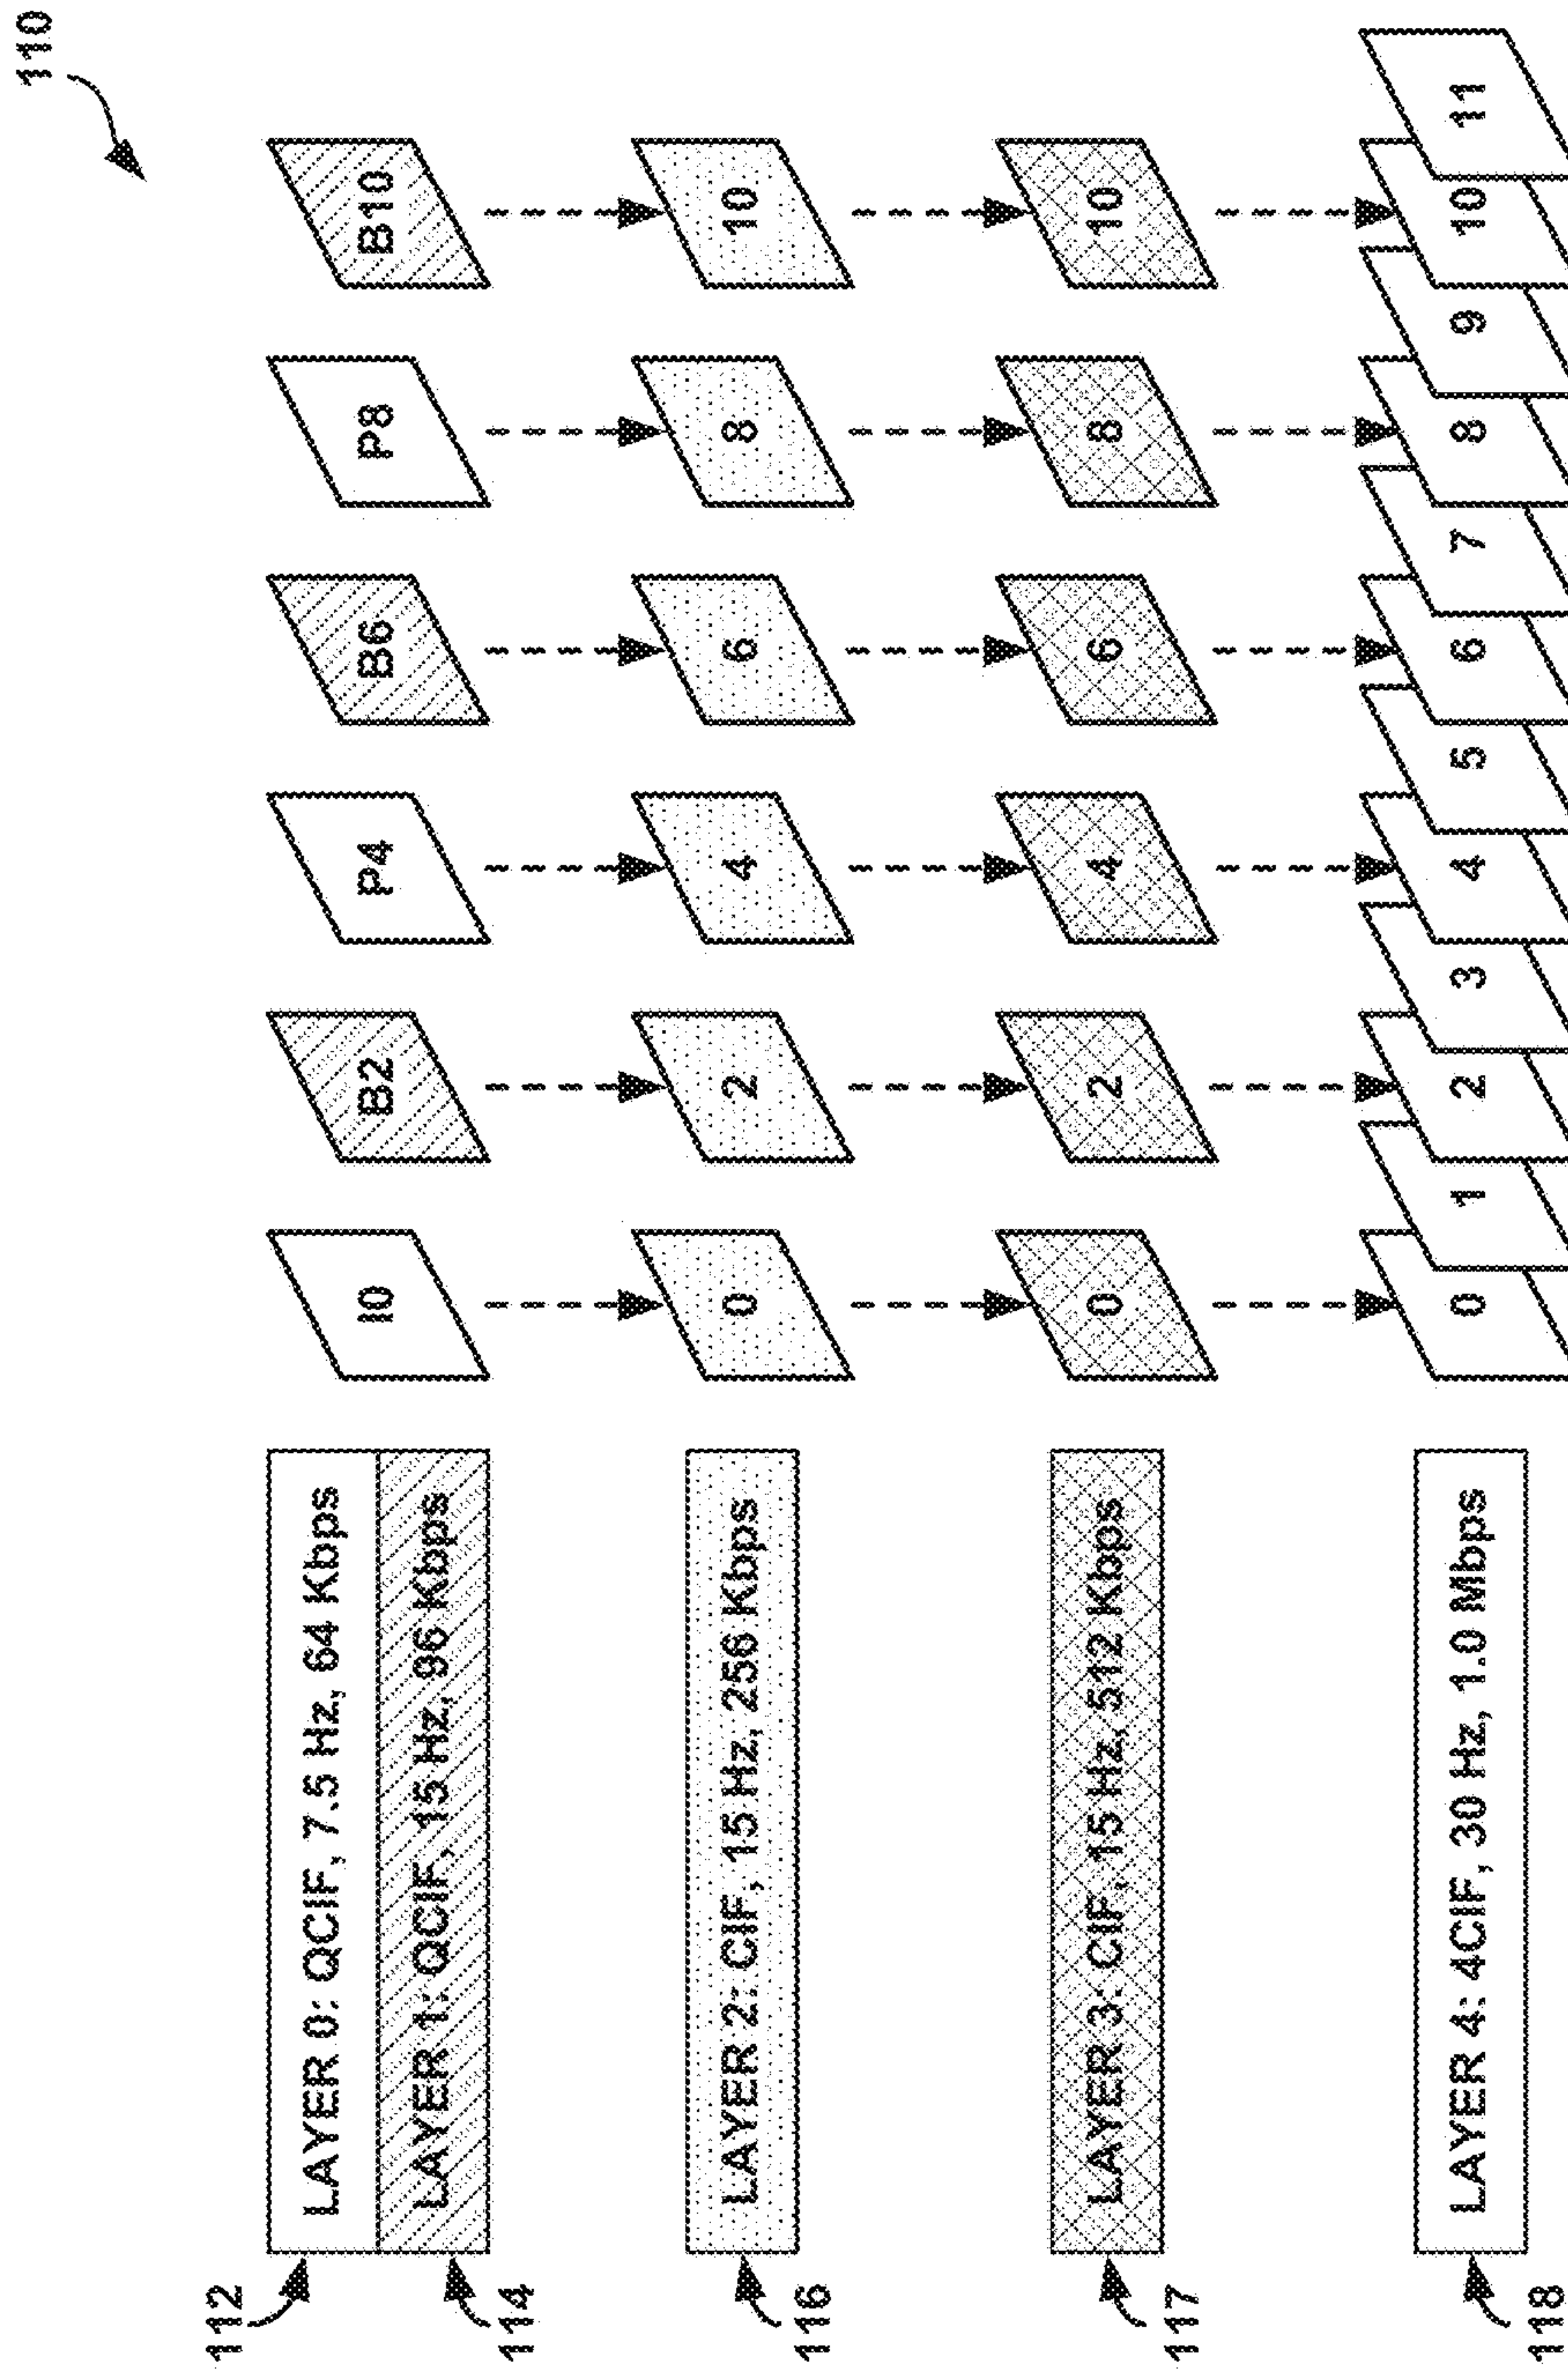 110
112
LAYER 0: QCIF, 7.5 Hz, 64 Kbps
I0
B2
P4
B6
P8
B10
114
LAYER 1: QCIF, 15 Hz, 96 Kbps
116
LAYER 2: CIF, 15 Hz, 256 Kbps
0
2
4
6
8
10
117
LAYER 3: CIF, 15 Hz, 512 Kbps
0
2
4
6
8
10
118
LAYER 4: 4CIF, 30 Hz, 1.0 Mbps
0
1
2
3
4
5
6
7
8
9
10
11